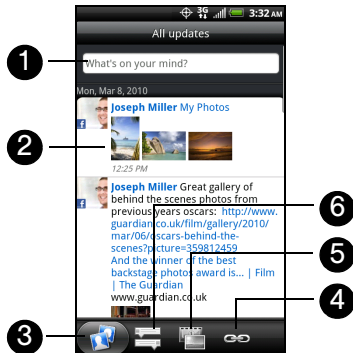 3G 3:32 AM
All updates
1
What's on your mind?
Mon, Mar 8, 2010
Joseph Miller My Photos
2
12:25 PM
Joseph Miller Great gallery of
behind the scenes photos from
previous years oscars: http://www.
guardian.co.uk/film/gallery/2010/
mar/06/oscars-behind-the-
scenes?picture=359812459
And the winner of the best
backstage photos award is... | Film
| The Guardian
www.guardian.co.uk
6
5
4
3